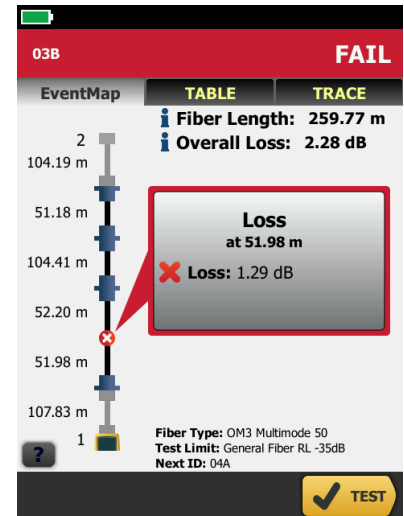 03B
FAIL
EventMap
TABLE
TRACE
i Fiber Length: 259.77 m
i Overall Loss: 2.28 dB
2
104.19 m
51.18 m
104.41 m
52.20 m
51.98 m
107.83 m
1
Loss
at 51.98 m
Loss: 1.29 dB
Fiber Type: OM3 Multimode 50
Test Limit: General Fiber RL -35dB
Next ID: 04A
?
TEST